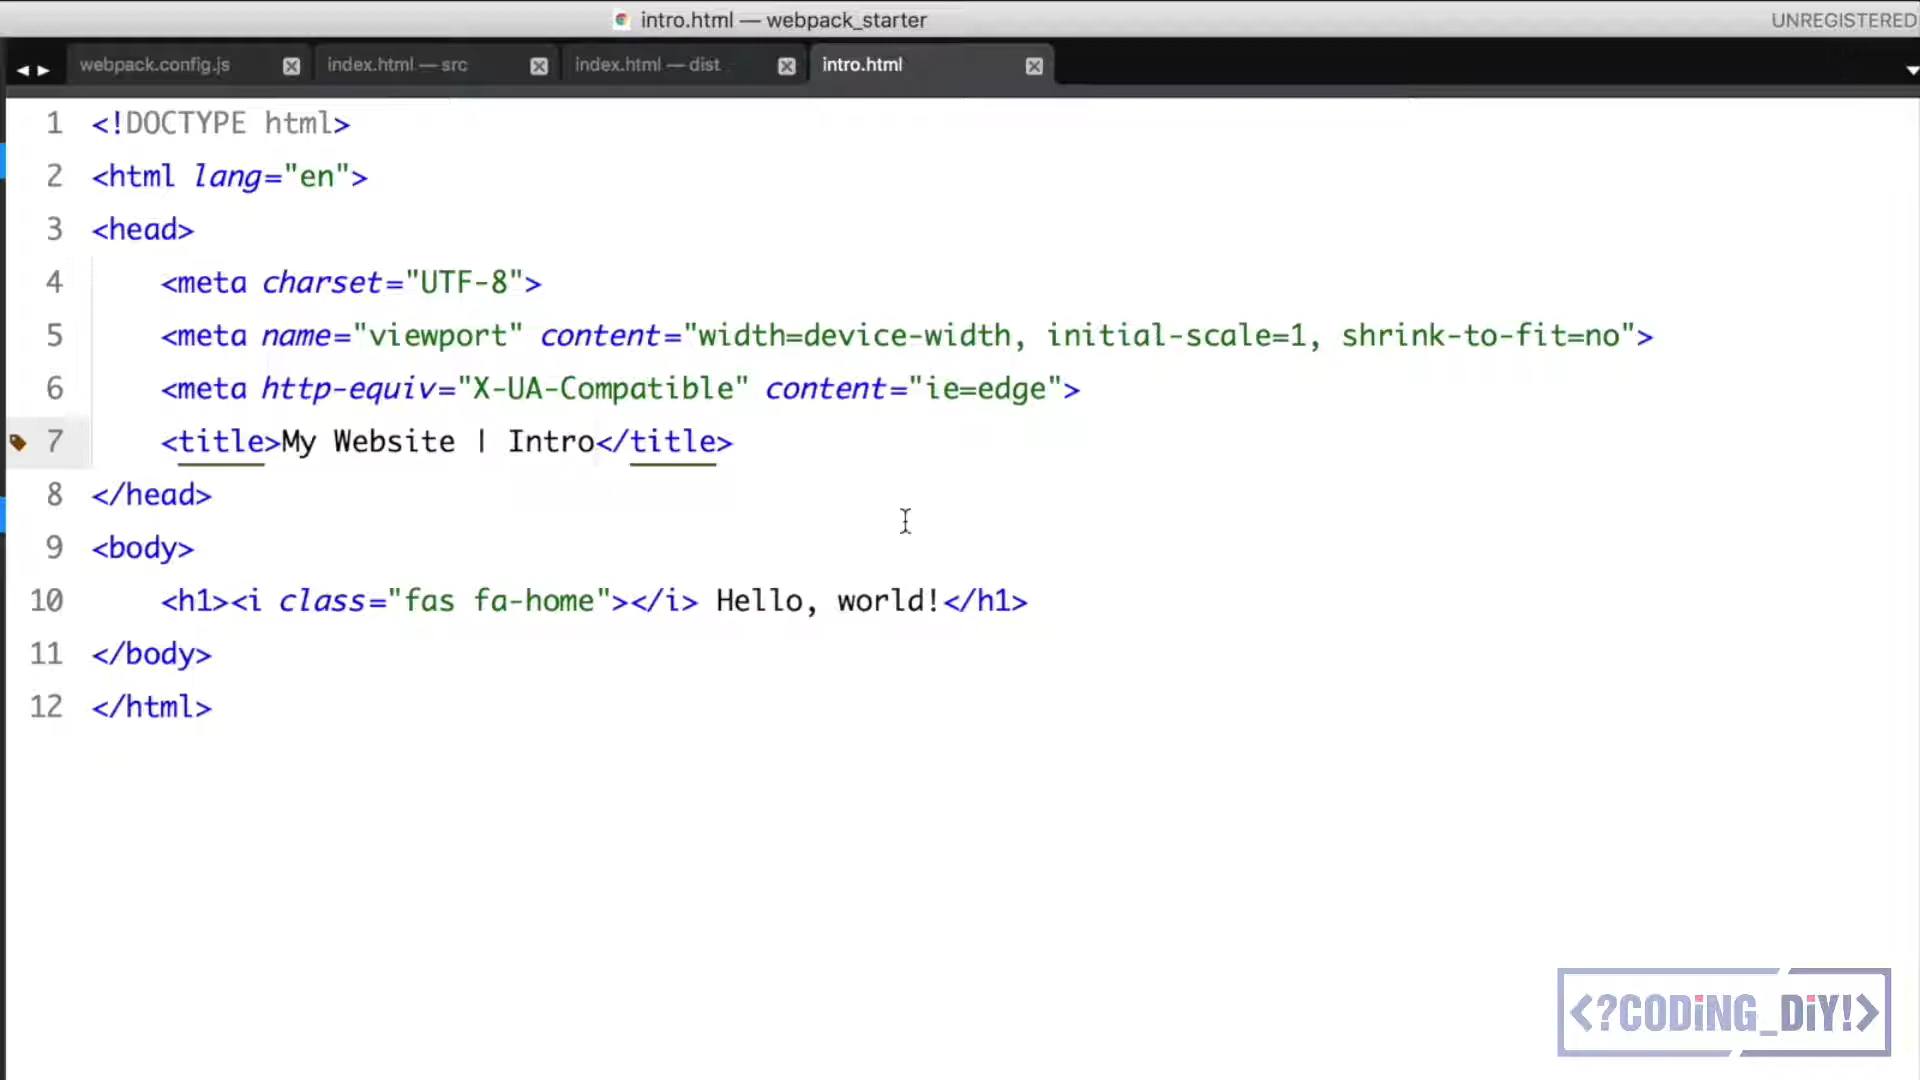 intro.html — webpack_starter
UNREGISTERED
webpack.config.js
index.html — src
index.html — dist
intro.html
1 <!DOCTYPE html>
2 <html lang="en">
3 <head>
4 <meta charset="UTF-8">
5 <meta name="viewport" content="width=device-width, initial-scale=1, shrink-to-fit=no">
6 <meta http-equiv="X-UA-Compatible" content="ie=edge">
7 <title>My Website | Intro</title>
8 </head>
9 <body>
10 <h1><i class="fas fa-home"></i> Hello, world!</h1>
11 </body>
12 </html>
<?CODiNG_DiY!>